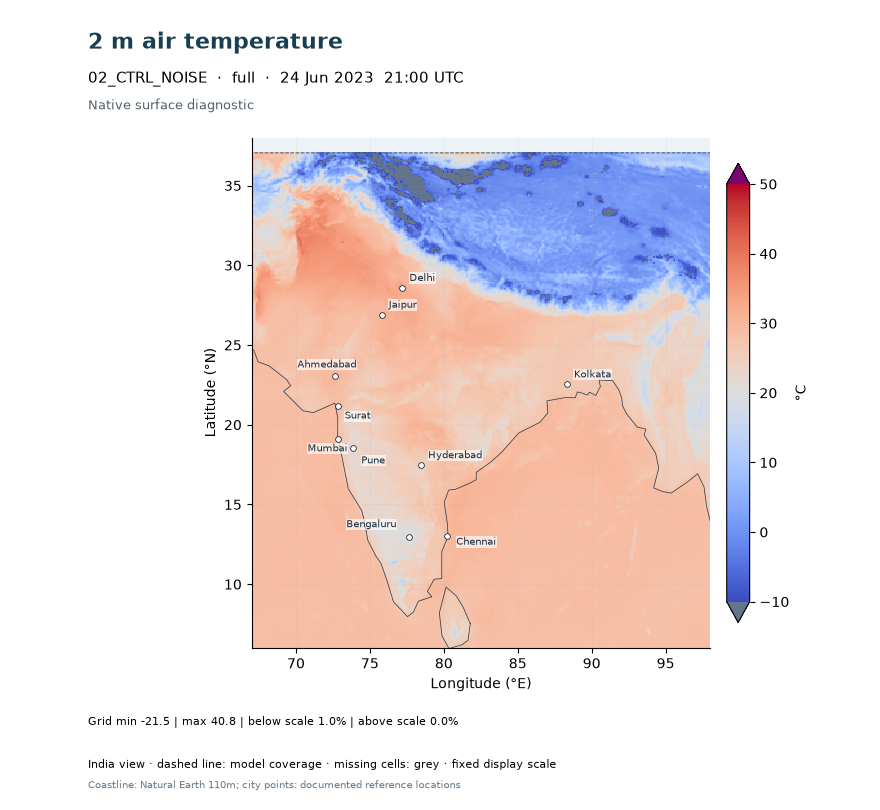 2 m air temperature
02_CTRL_NOISE  ·  full  ·  24 Jun 2023  21:00 UTC
Native surface diagnostic
35
30
25
20
15
10
Latitude (°N)
70
75
80
85
90
95
Longitude (°E)
Delhi
Jaipur
Ahmedabad
Kolkata
Surat
Mumbai
Pune
Hyderabad
Bengaluru
Chennai
50
40
30
20
10
0
−10
°C
Grid min -21.5 | max 40.8 | below scale 1.0% | above scale 0.0%
India view · dashed line: model coverage · missing cells: grey · fixed display scale
Coastline: Natural Earth 110m; city points: documented reference locations